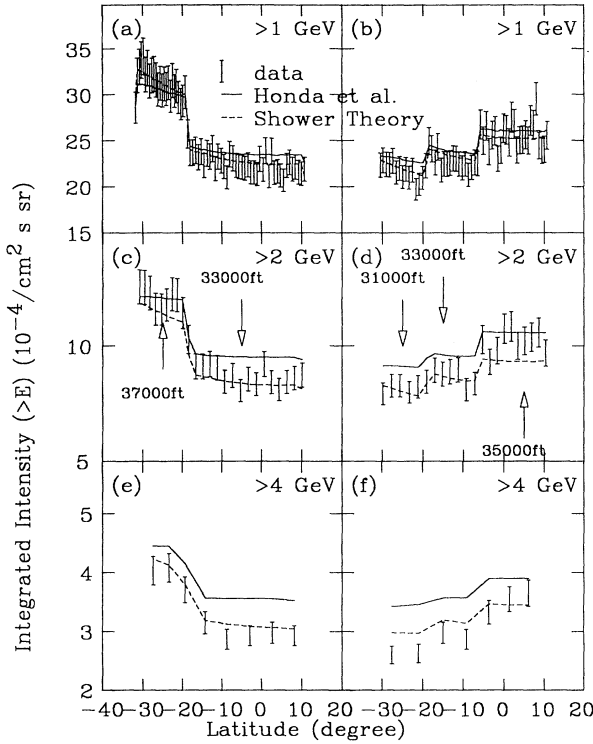 (a) >1 GeV
(b) >1 GeV
data
Honda et al.
Shower Theory
35
30
25
20
15
(c) >2 GeV
33000ft
37000ft
(d) >2 GeV
33000ft
31000ft
35000ft
10
5
(e) >4 GeV
(f) >4 GeV
5
4
3
2
-40 -30 -20 -10 0 10 -30 -20 -10 0 10 20
Latitude (degree)
Integrated Intensity (>E) (10⁻⁴/cm² s sr)